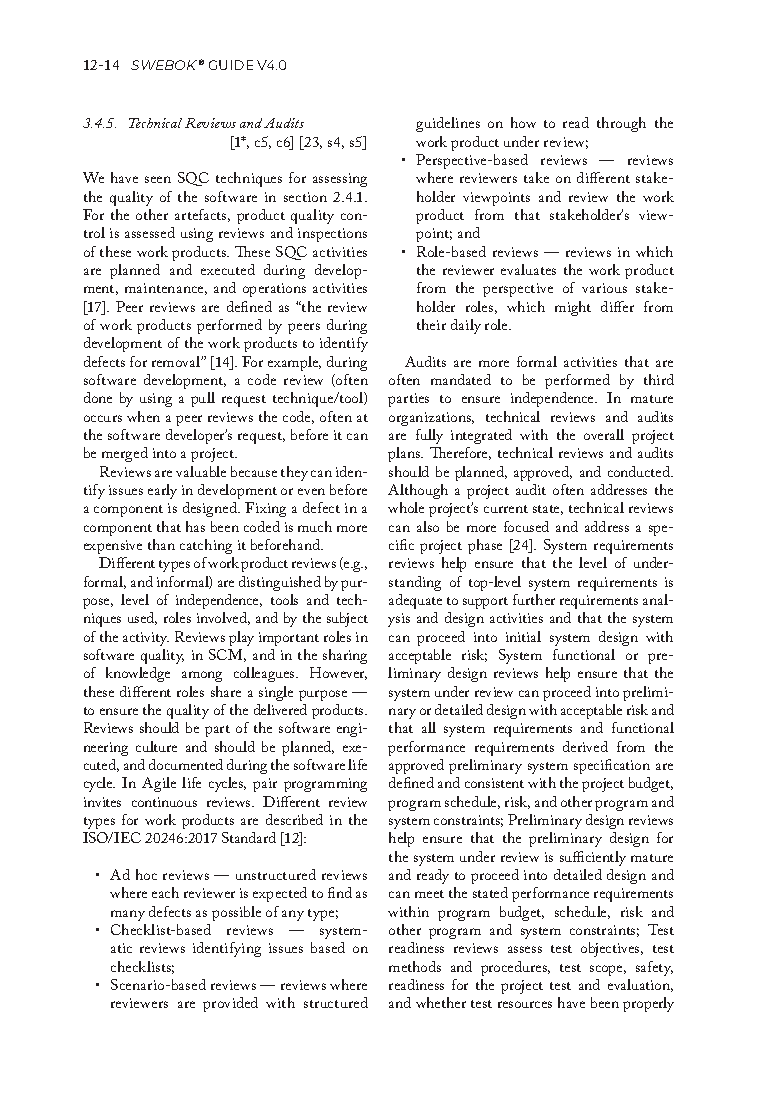 12-14 SWEBOK® GUIDE V4.0
3.4.5. Technical Reviews and Audits
[1*, c5, c6] [23, s4, s5]
We have seen SQC techniques for assessing
the quality of the software in section 2.4.1.
For the other artefacts, product quality con-
trol is assessed using reviews and inspections
of these work products. These SQC activities
are planned and executed during develop-
ment, maintenance, and operations activities
[17]. Peer reviews are defined as “the review
of work products performed by peers during
development of the work products to identify
defects for removal” [14]. For example, during
software development, a code review (often
done by using a pull request technique/tool)
occurs when a peer reviews the code, often at
the software developer’s request, before it can
be merged into a project.
Reviews are valuable because they can iden-
tify issues early in development or even before
a component is designed. Fixing a defect in a
component that has been coded is much more
expensive than catching it beforehand.
Different types of work product reviews (e.g.,
formal, and informal) are distinguished by pur-
pose, level of independence, tools and tech-
niques used, roles involved, and by the subject
of the activity. Reviews play important roles in
software quality, in SCM, and in the sharing
of knowledge among colleagues. However,
these different roles share a single purpose —
to ensure the quality of the delivered products.
Reviews should be part of the software engi-
neering culture and should be planned, exe-
cuted, and documented during the software life
cycle. In Agile life cycles, pair programming
invites continuous reviews. Different review
types for work products are described in the
ISO/IEC 20246:2017 Standard [12]:
• Ad hoc reviews — unstructured reviews
where each reviewer is expected to find as
many defects as possible of any type;
• Checklist-based reviews — system-
atic reviews identifying issues based on
checklists;
• Scenario-based reviews — reviews where
reviewers are provided with structured
guidelines on how to read through the
work product under review;
• Perspective-based reviews — reviews
where reviewers take on different stake-
holder viewpoints and review the work
product from that stakeholder’s view-
point; and
• Role-based reviews — reviews in which
the reviewer evaluates the work product
from the perspective of various stake-
holder roles, which might differ from
their daily role.
Audits are more formal activities that are
often mandated to be performed by third
parties to ensure independence. In mature
organizations, technical reviews and audits
are fully integrated with the overall project
plans. Therefore, technical reviews and audits
should be planned, approved, and conducted.
Although a project audit often addresses the
whole project’s current state, technical reviews
can also be more focused and address a spe-
cific project phase [24]. System requirements
reviews help ensure that the level of under-
standing of top-level system requirements is
adequate to support further requirements anal-
ysis and design activities and that the system
can proceed into initial system design with
acceptable risk; System functional or pre-
liminary design reviews help ensure that the
system under review can proceed into prelimi-
nary or detailed design with acceptable risk and
that all system requirements and functional
performance requirements derived from the
approved preliminary system specification are
defined and consistent with the project budget,
program schedule, risk, and other program and
system constraints; Preliminary design reviews
help ensure that the preliminary design for
the system under review is sufficiently mature
and ready to proceed into detailed design and
can meet the stated performance requirements
within program budget, schedule, risk and
other program and system constraints; Test
readiness reviews assess test objectives, test
methods and procedures, test scope, safety,
readiness for the project test and evaluation,
and whether test resources have been properly